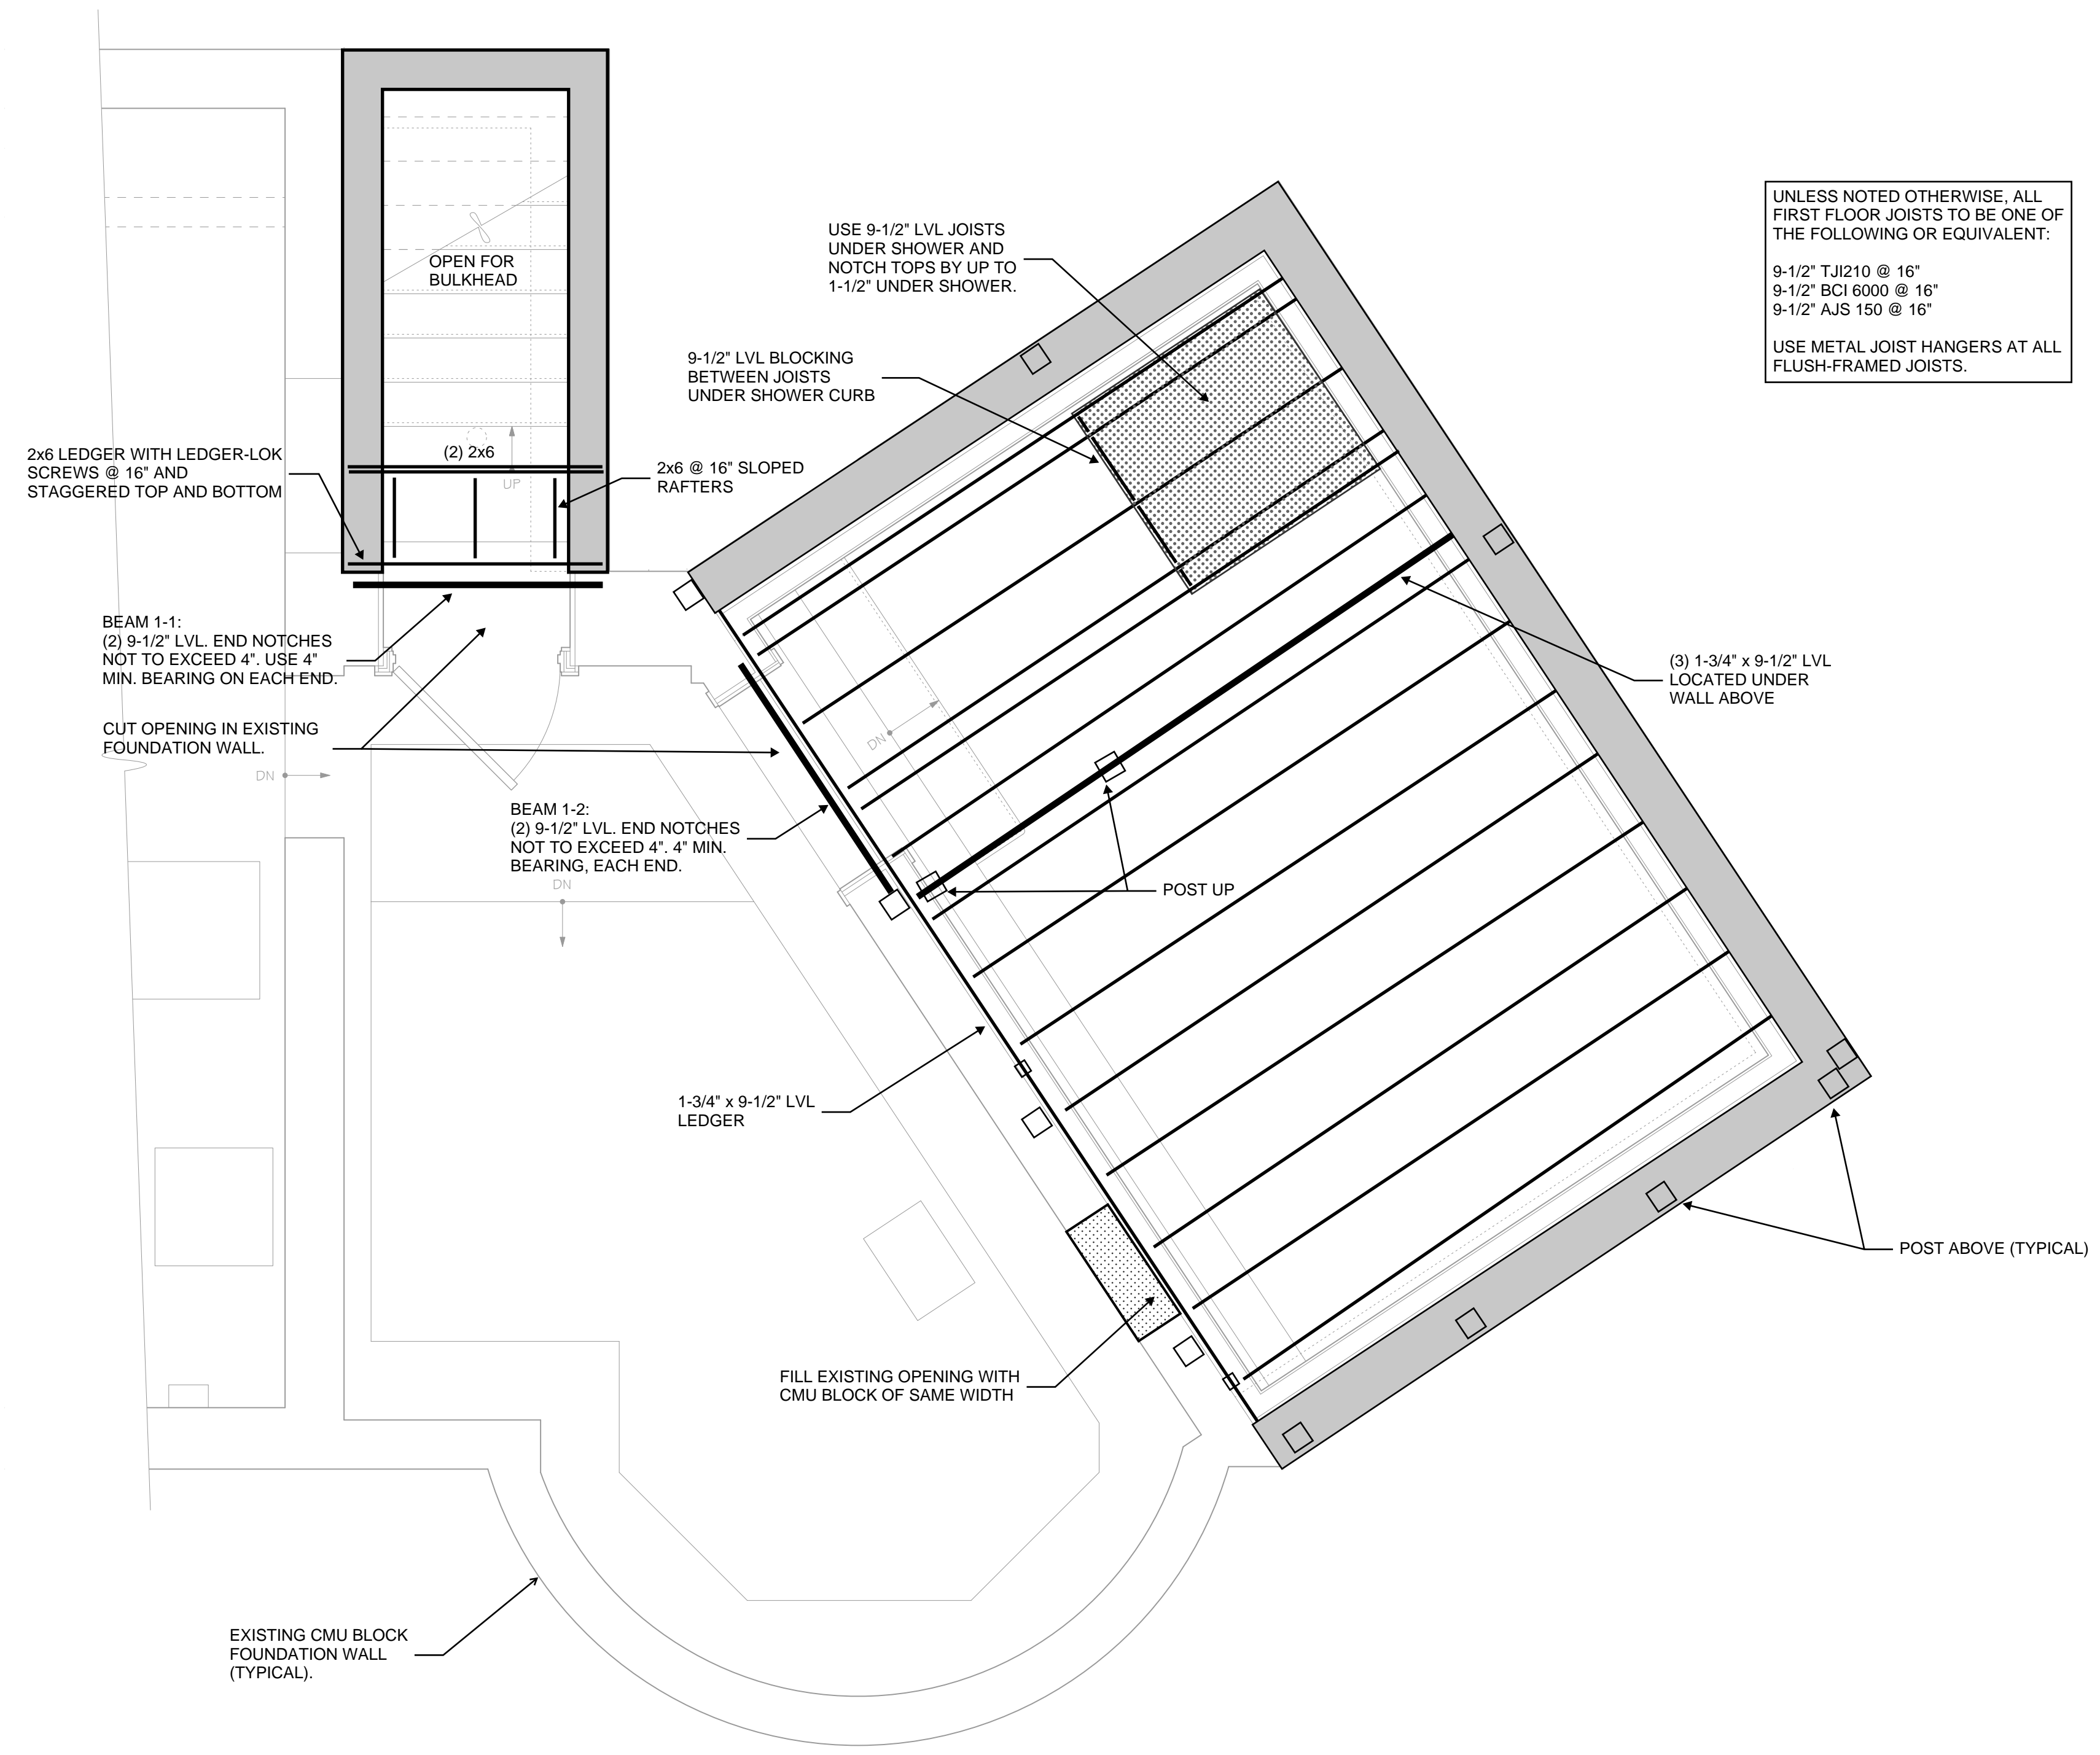 UNLESS NOTED OTHERWISE, ALL
FIRST FLOOR JOISTS TO BE ONE OF
THE FOLLOWING OR EQUIVALENT:
9-1/2" TJI210 @ 16"
9-1/2" BCI 6000 @ 16"
9-1/2" AJS 150 @ 16"
USE METAL JOIST HANGERS AT ALL
FLUSH-FRAMED JOISTS.
USE 9-1/2" LVL JOISTS
UNDER SHOWER AND
NOTCH TOPS BY UP TO
1-1/2" UNDER SHOWER.
OPEN FOR
BULKHEAD
9-1/2" LVL BLOCKING
BETWEEN JOISTS
UNDER SHOWER CURB
(2) 2x6
UP
2x6 LEDGER WITH LEDGER-LOK
SCREWS @ 16" AND
STAGGERED TOP AND BOTTOM
2x6 @ 16" SLOPED
RAFTERS
BEAM 1-1:
(2) 9-1/2" LVL. END NOTCHES
NOT TO EXCEED 4". USE 4"
MIN. BEARING ON EACH END.
(3) 1-3/4" x 9-1/2" LVL
LOCATED UNDER
WALL ABOVE
CUT OPENING IN EXISTING
FOUNDATION WALL.
DN
DN
BEAM 1-2:
(2) 9-1/2" LVL. END NOTCHES
NOT TO EXCEED 4". 4" MIN.
BEARING, EACH END.
DN
POST UP
1-3/4" x 9-1/2" LVL
LEDGER
POST ABOVE (TYPICAL)
FILL EXISTING OPENING WITH
CMU BLOCK OF SAME WIDTH
EXISTING CMU BLOCK
FOUNDATION WALL
(TYPICAL).